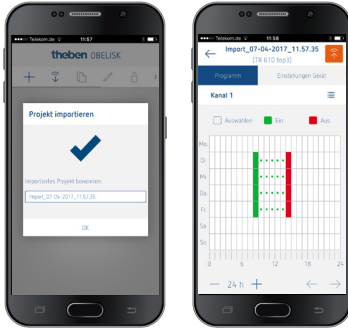 Telekom.de 11:57
theben OBELISK
Projekt importieren
Importiertes Projekt benennen:
Import_07-04-2017_11.57.35
OK
Telekom.de 11:58
Import_07-04-2017_11.57.35
(TR 610 top3)
Programm Einstellungen Gerät
Kanal 1
Auswählen Ein Aus
Mo.
Di.
Mi.
Do.
Fr.
Sa.
So.
0 6 12 18 24
24 h